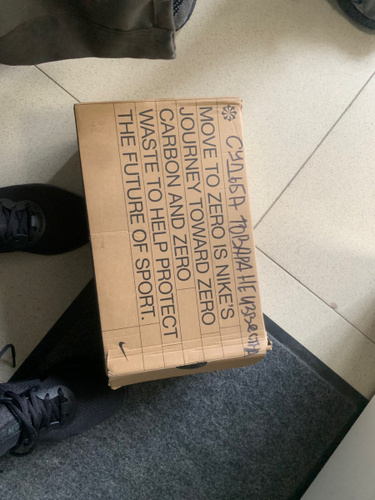 СУДЬБА ТОВАРА НЕ ИЗВЕСТНА
MOVE TO ZERO IS NIKE'S
JOURNEY TOWARD ZERO
CARBON AND ZERO
WASTE TO HELP PROTECT
THE FUTURE OF SPORT.